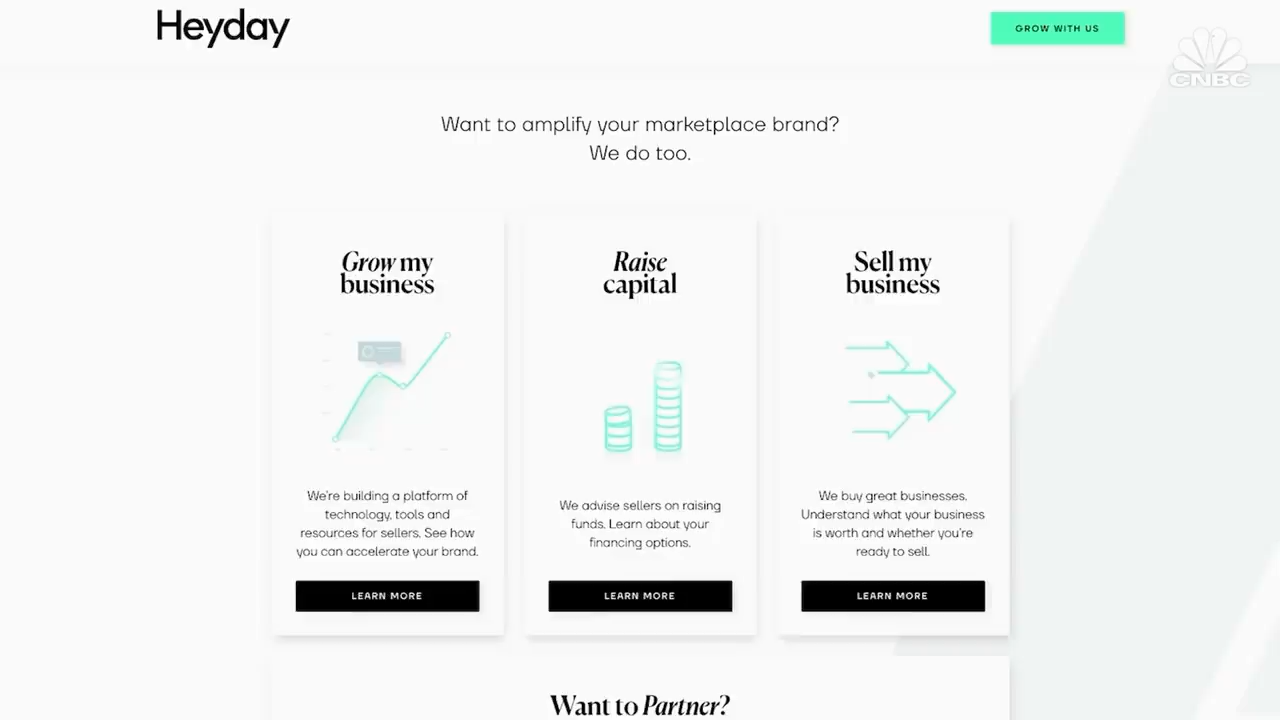 Heyday
GROW WITH US
CNBC
Want to amplify your marketplace brand?
We do too.
Grow my
business
We're building a platform of
technology, tools and
resources for sellers. See how
you can accelerate your brand.
LEARN MORE
Raise
capital
We advise sellers on raising
funds. Learn about your
financing options.
LEARN MORE
Sell my
business
We buy great businesses.
Understand what your business
is worth and whether you're
ready to sell.
LEARN MORE
Want to Partner?